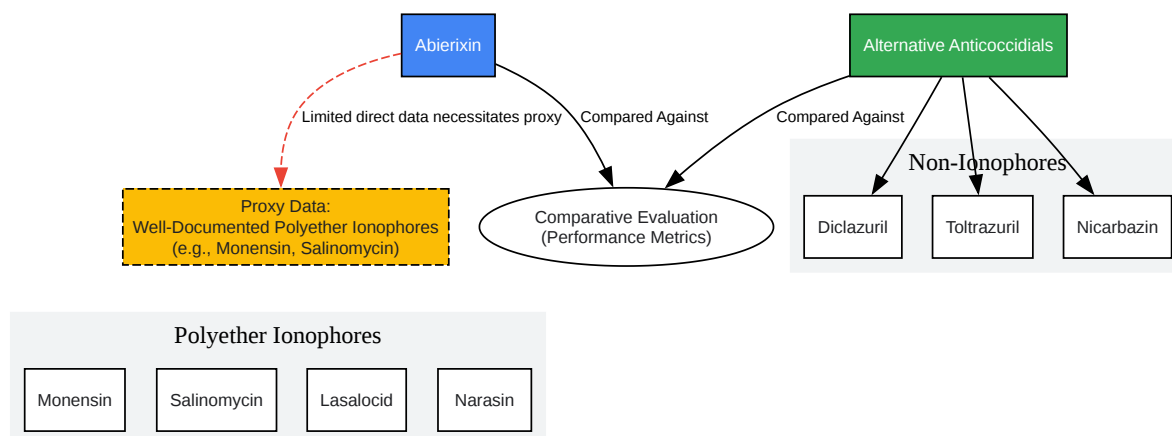 Abierixin
Alternative Anticoccidials
Limited direct data necessitates proxy
Compared Against
Compared Against
Non-Ionophores
Proxy Data:
Well-Documented Polyether Ionophores
(e.g., Monensin, Salinomycin)
Comparative Evaluation
(Performance Metrics)
Diclazuril
Toltrazuril
Nicarbazin
Polyether Ionophores
Monensin
Salinomycin
Lasalocid
Narasin